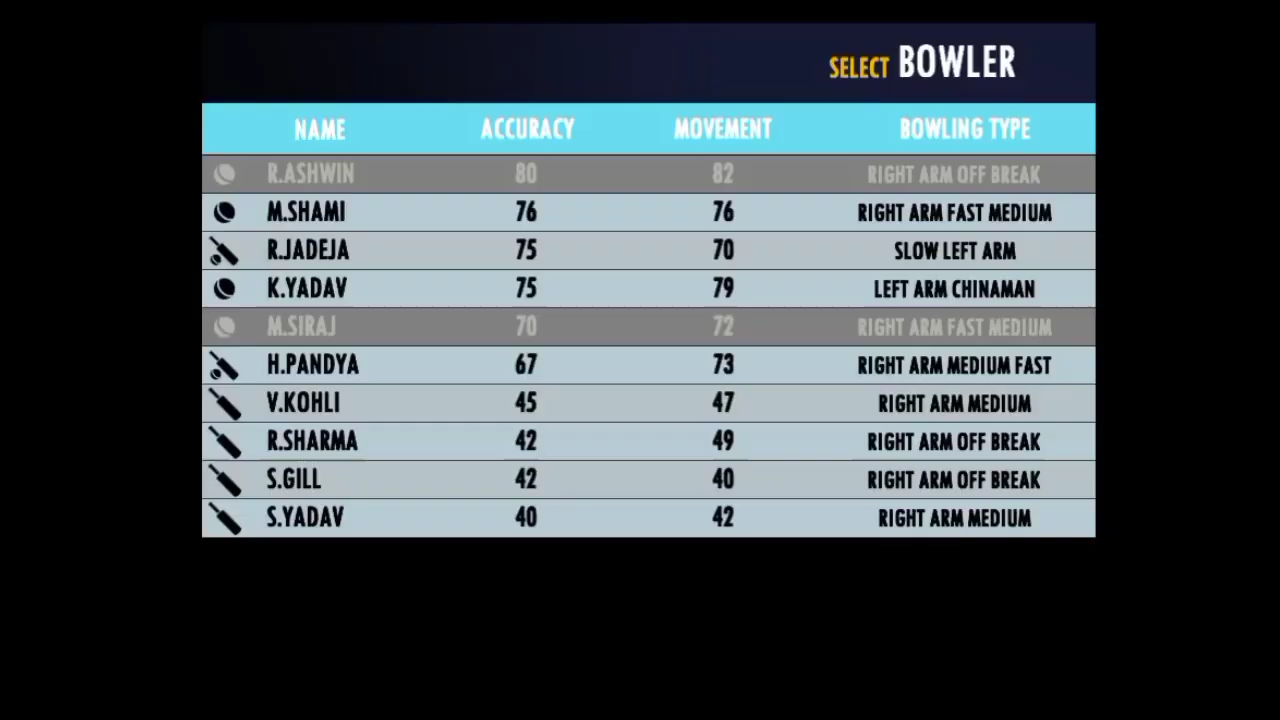 SELECT BOWLER
NAME ACCURACY MOVEMENT BOWLING TYPE
R.ASHWIN 80 82 RIGHT ARM OFF BREAK
M.SHAMI 76 76 RIGHT ARM FAST MEDIUM
R.JADEJA 75 70 SLOW LEFT ARM
K.YADAV 75 79 LEFT ARM CHINAMAN
M.SIRAJ 70 72 RIGHT ARM FAST MEDIUM
H.PANDYA 67 73 RIGHT ARM MEDIUM FAST
V.KOHLI 45 47 RIGHT ARM MEDIUM
R.SHARMA 42 49 RIGHT ARM OFF BREAK
S.GILL 42 40 RIGHT ARM OFF BREAK
S.YADAV 40 42 RIGHT ARM MEDIUM